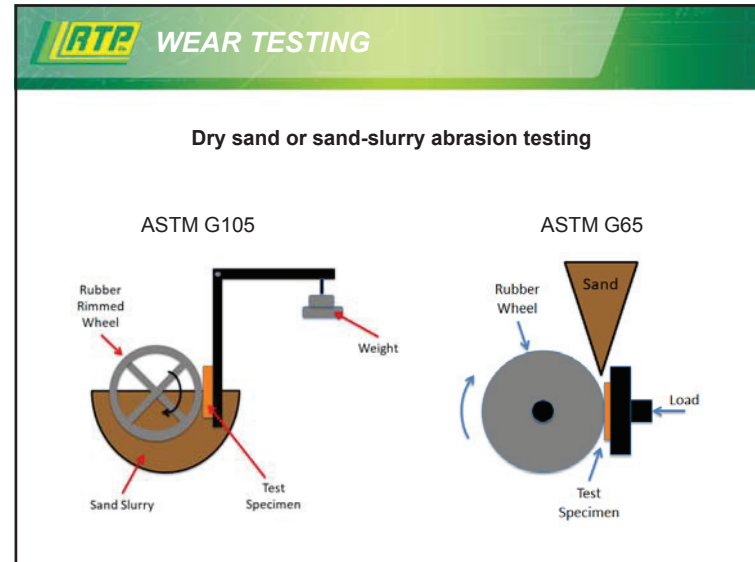 RTP
WEAR TESTING
Dry sand or sand-slurry abrasion testing
ASTM G105
Rubber
Rimmed
Wheel
Weight
Sand Slurry
Test
Specimen
ASTM G65
Rubber
Wheel
Sand
Load
Test
Specimen